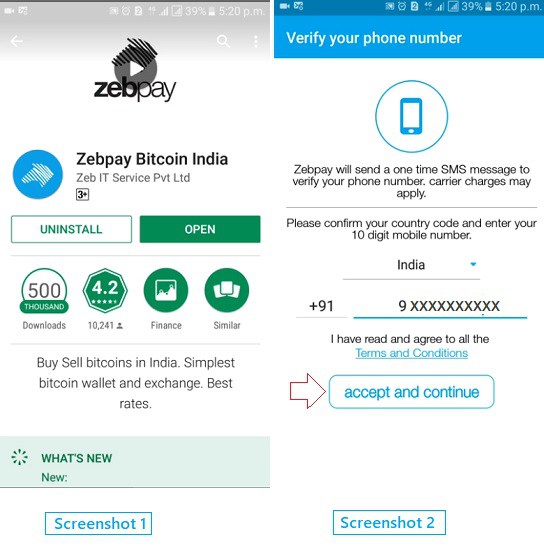 39% 5:20 p.m.
zebpay
Zebpay Bitcoin India
Zeb IT Service Pvt Ltd
3+
UNINSTALL
OPEN
500
THOUSAND
4.2
Downloads
10,241
Finance
Similar
Buy Sell bitcoins in India. Simplest
bitcoin wallet and exchange. Best
rates.
WHAT'S NEW
New:
Screenshot 1
4G 39% 5:20 p.m.
Verify your phone number
Zebpay will send a one time SMS message to
verify your phone number. carrier charges may
apply.
Please confirm your country code and enter your
10 digit mobile number.
India
+91 9 XXXXXXXXXX
I have read and agree to all the
Terms and Conditions
accept and continue
Screenshot 2